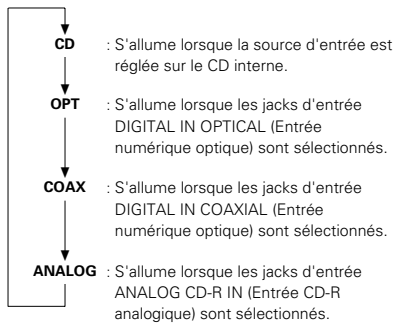 CD : S'allume lorsque la source d'entrée est
réglée sur le CD interne.
OPT : S'allume lorsque les jacks d'entrée
DIGITAL IN OPTICAL (Entrée
numérique optique) sont sélectionnés.
COAX : S'allume lorsque les jacks d'entrée
DIGITAL IN COAXIAL (Entrée
numérique optique) sont sélectionnés.
ANALOG : S'allume lorsque les jacks d'entrée
ANALOG CD-R IN (Entrée CD-R
analogique) sont sélectionnés.